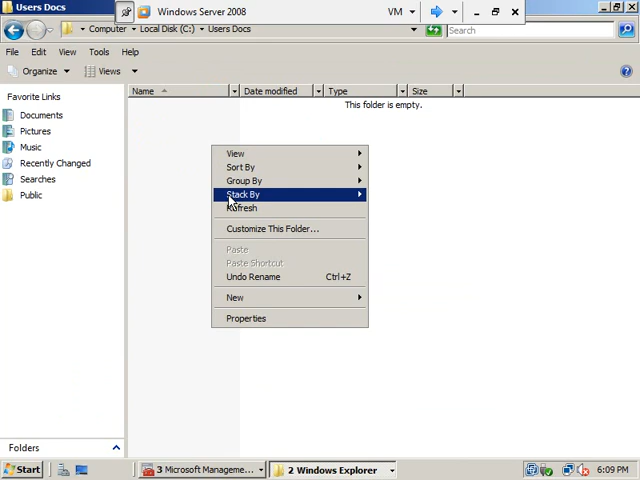 Users Docs
Windows Server 2008
VM
Computer
Local Disk (C:)
Users Docs
Search
File
Edit
View
Tools
Help
Organize
Views
Favorite Links
Documents
Pictures
Music
Recently Changed
Searches
Public
Folders
Name
Date modified
Type
Size
This folder is empty.
View
Sort By
Group By
Stack By
Refresh
Customize This Folder...
Paste
Paste Shortcut
Undo Rename Ctrl+Z
New
Properties
Start
3 Microsoft Manageme...
2 Windows Explorer
6:09 PM